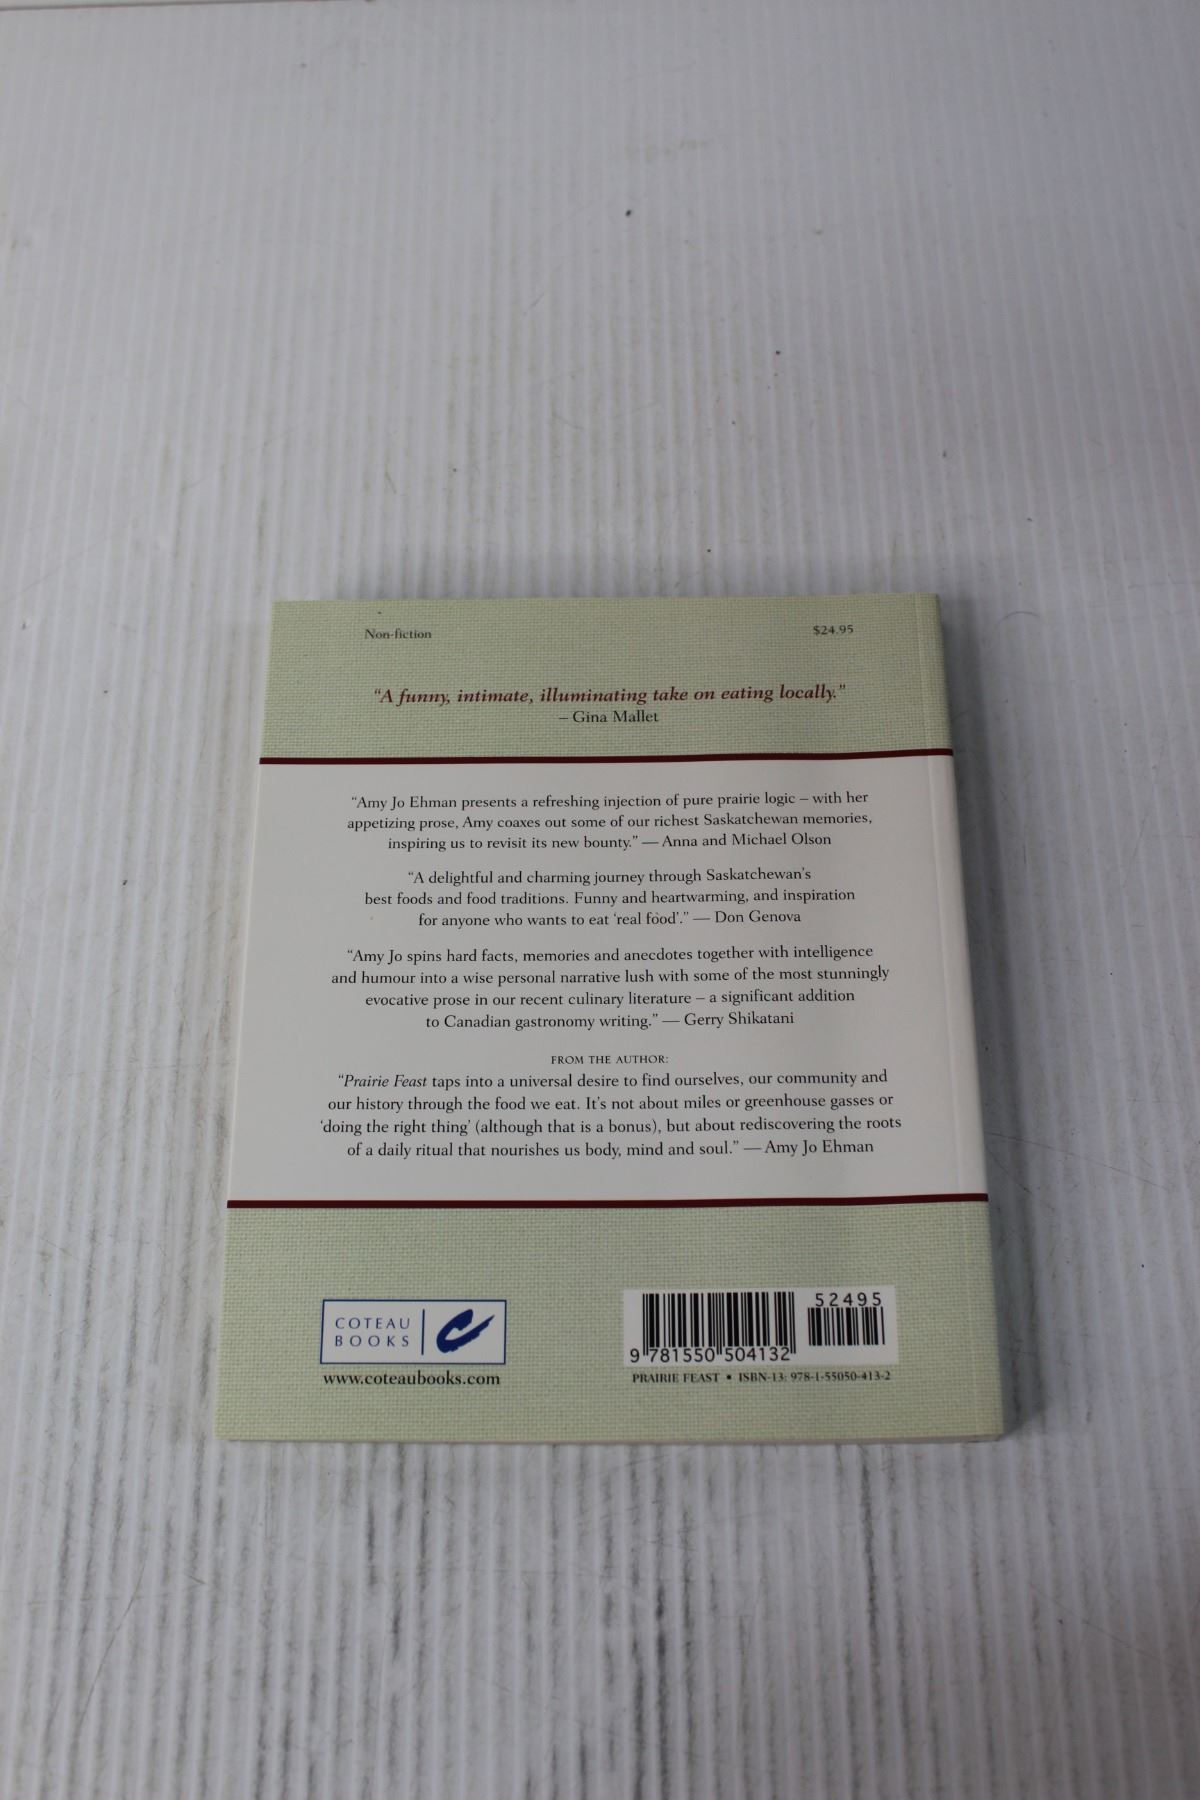 Non-fiction
$24.95
“A funny, intimate, illuminating take on eating locally.”
– Gina Mallet
“Amy Jo Ehman presents a refreshing injection of pure prairie logic – with her
appetizing prose, Amy coaxes out some of our richest Saskatchewan memories,
inspiring us to revisit its new bounty.” — Anna and Michael Olson
“A delightful and charming journey through Saskatchewan’s
best foods and food traditions. Funny and heartwarming, and inspiration
for anyone who wants to eat ‘real food’.” — Don Genova
“Amy Jo spins hard facts, memories and anecdotes together with intelligence
and humour into a wise personal narrative lush with some of the most stunningly
evocative prose in our recent culinary literature – a significant addition
to Canadian gastronomy writing.” — Gerry Shikatani
FROM THE AUTHOR:
“Prairie Feast taps into a universal desire to find ourselves, our community and
our history through the food we eat. It’s not about miles or greenhouse gasses or
‘doing the right thing’ (although that is a bonus), but about rediscovering the roots
of a daily ritual that nourishes us body, mind and soul.” — Amy Jo Ehman
COTEAU
BOOKS
www.coteaubooks.com
52495
9 781550 504132
PRAIRIE FEAST • ISBN-13: 978-1-55050-413-2